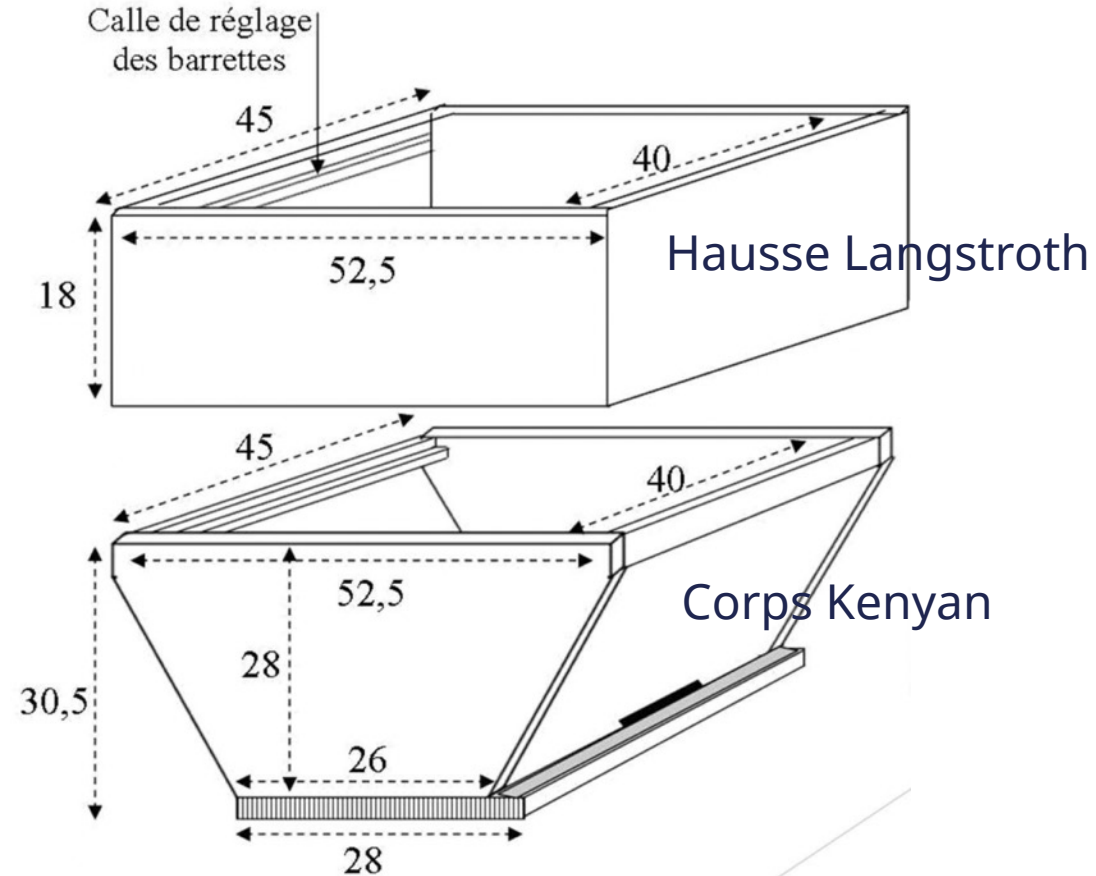 Calle de réglage
des barrettes
45
40
52,5
18
Hausse Langstroth
45
40
52,5
Corps Kenyan
28
30,5
26
28